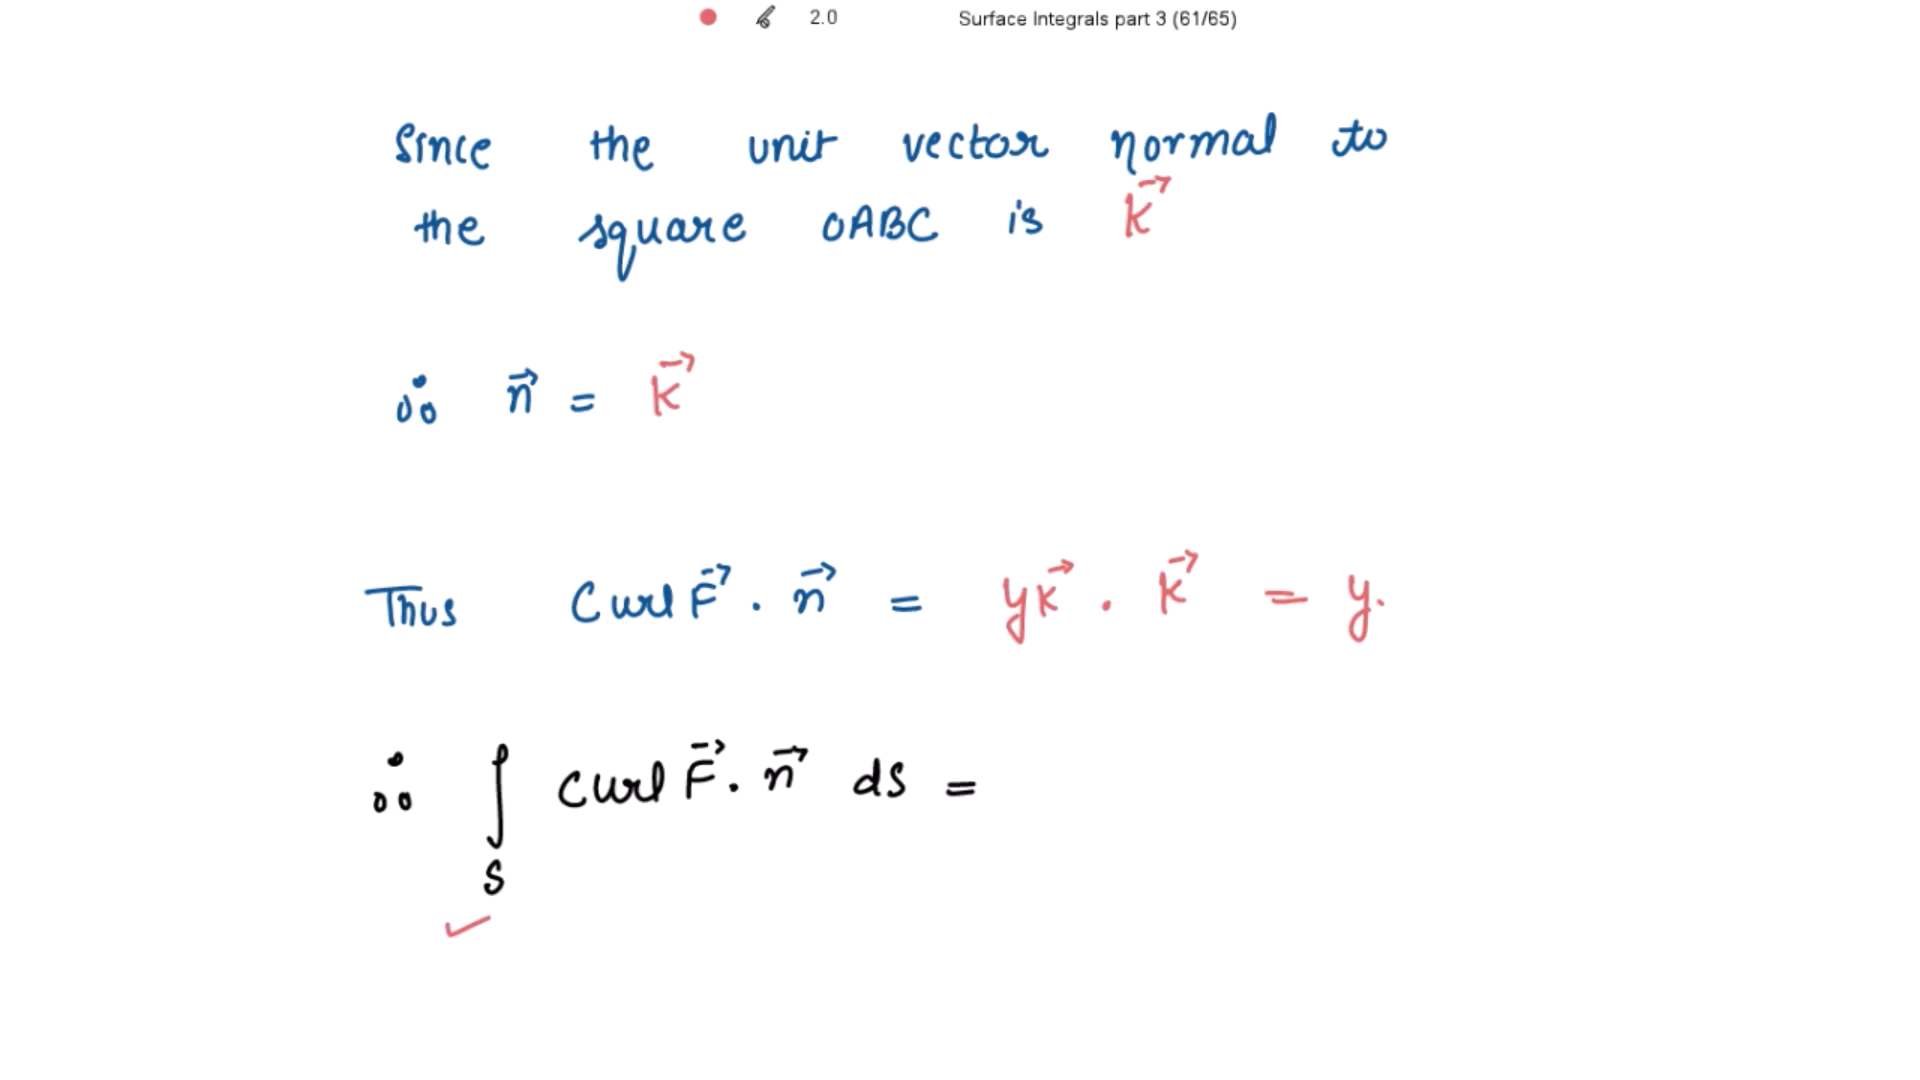 2.0 Surface Integrals part 3 (61/65)
Since the unit vector normal to
the square OABC is K⃗
∴ n⃗ = K⃗
Thus Curl F⃗ . n⃗ = yK⃗ . K⃗ = y.
∴ ∫ Curl F⃗ . n⃗ ds =
S